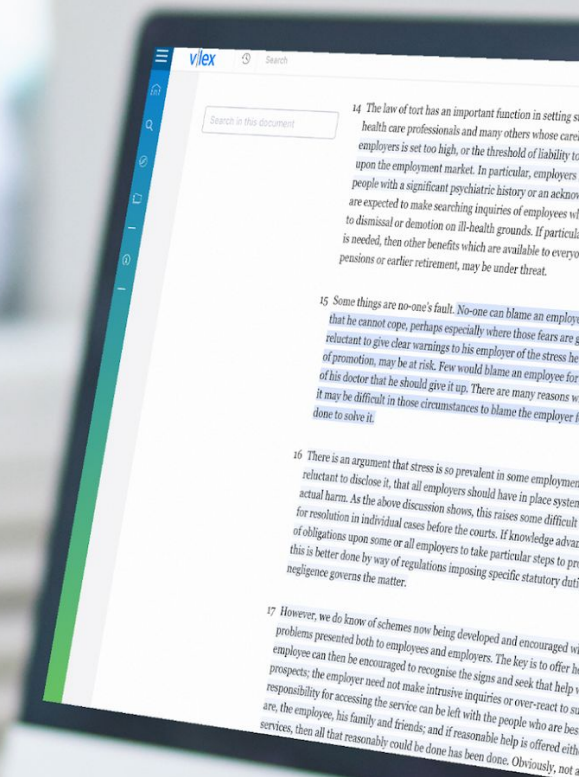 vlex
Search
Search in this document
14 The law of tort has an important function in setting
health care professionals and many others whose
employers is set too high, or the threshold of liability
upon the employment market. In particular, employers
people with a significant psychiatric history or an
are expected to make searching inquiries of employees
to dismissal or demotion on ill-health grounds. If
is needed, then other benefits which are available to
pensions or earlier retirement, may be under threat.
15 Some things are no-one's fault. No-one can blame an
that he cannot cope, perhaps especially where those fears are
reluctant to give clear warnings to his employer of the stress he
of promotion, may be at risk. Few would blame an employee for
of his doctor that he should give it up. There are many reasons
it may be difficult in those circumstances to blame the employer
done to solve it.
16 There is an argument that stress is so prevalent in some
reluctant to disclose it, that all employers should have in place
actual harm. As the above discussion shows, this raises some difficult
for resolution in individual cases before the courts. If knowledge
of obligations upon some or all employers to take particular steps to
this is better done by way of regulations imposing specific statutory
negligence governs the matter.
17 However, we do know of schemes now being developed and encouraged
problems presented both to employees and employers. The key is to offer
employee can then be encouraged to recognise the signs and seek that help
prospects; the employer need not make intrusive inquiries or over-react to
responsibility for accessing the service can be left with the people who are
are, the employee, his family and friends; and if reasonable help is offered
services, then all that reasonably could be done has been done. Obviously, not